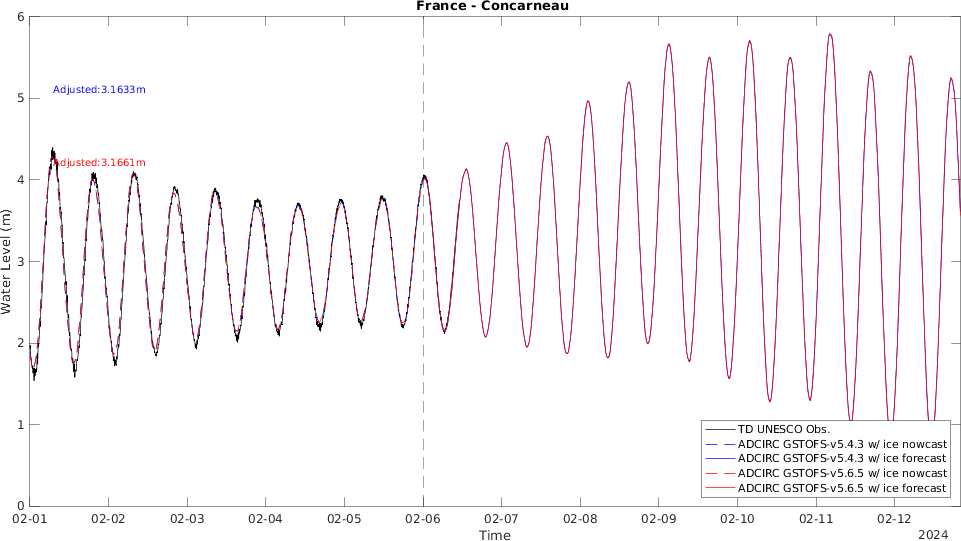 France - Concarneau
6
5
4
3
2
1
0
Water Level (m)
Adjusted:3.1633m
Adjusted:3.1661m
TD UNESCO Obs.
ADCIRC GSTOFS-v5.4.3 w/ ice nowcast
ADCIRC GSTOFS-v5.4.3 w/ ice forecast
ADCIRC GSTOFS-v5.6.5 w/ ice nowcast
ADCIRC GSTOFS-v5.6.5 w/ ice forecast
02-01 02-02 02-03 02-04 02-05 02-06 02-07 02-08 02-09 02-10 02-11 02-12
Time
2024